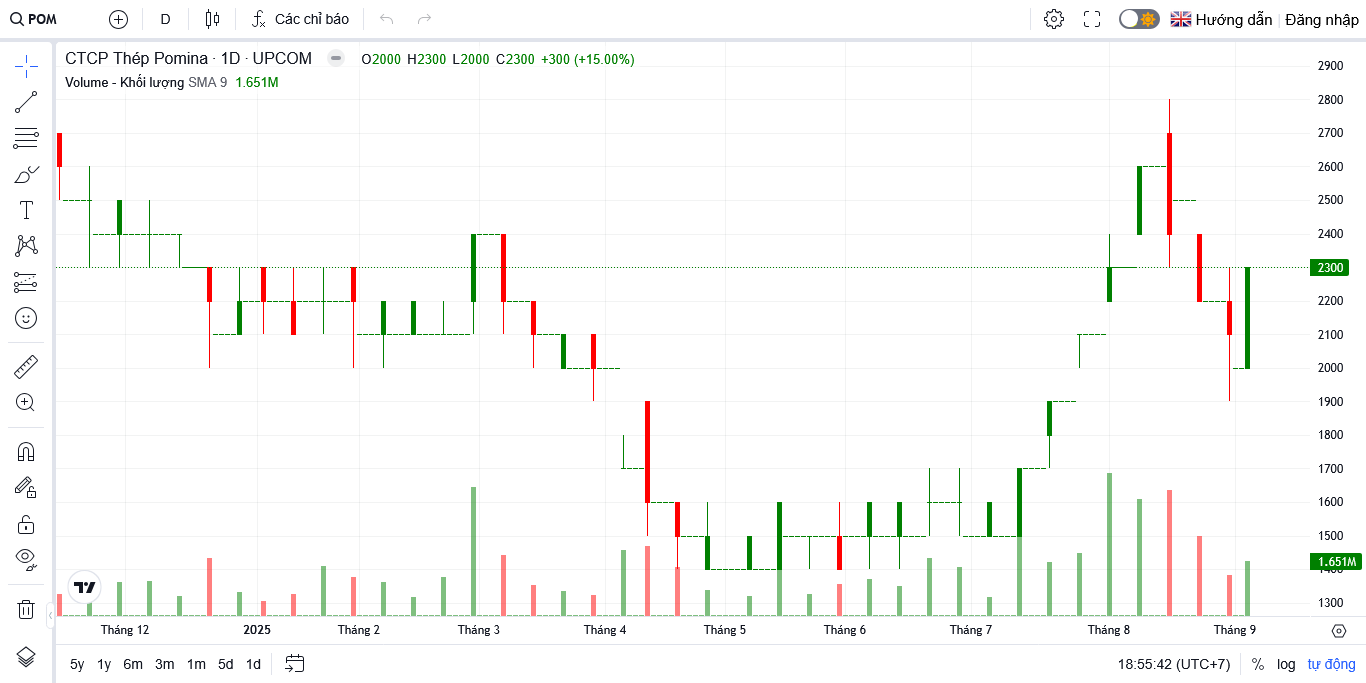 POM D Các chỉ báo Hướng dẫn Đăng nhập
CTCP Thép Pomina · 1D · UPCOM O2000 H2300 L2000 C2300 +300 (+15.00%)
Volume - Khối lượng SMA 9 1.651M
2900
2800
2700
2600
2500
2400
2300
2200
2100
2000
1900
1800
1700
1600
1500
1.651M
1400
1300
Tháng 12 2025 Tháng 2 Tháng 3 Tháng 4 Tháng 5 Tháng 6 Tháng 7 Tháng 8 Tháng 9
5y 1y 6m 3m 1m 5d 1d 18:55:42 (UTC+7) % log tự động